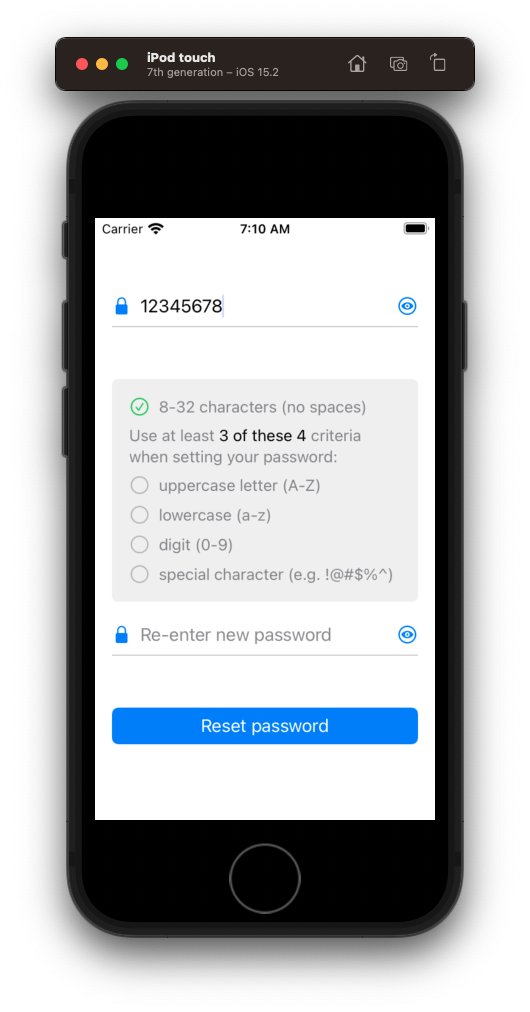 iPod touch
7th generation – iOS 15.2
Carrier 7:10 AM
12345678
8-32 characters (no spaces)
Use at least 3 of these 4 criteria
when setting your password:
uppercase letter (A-Z)
lowercase (a-z)
digit (0-9)
special character (e.g. !@#$%^)
Re-enter new password
Reset password